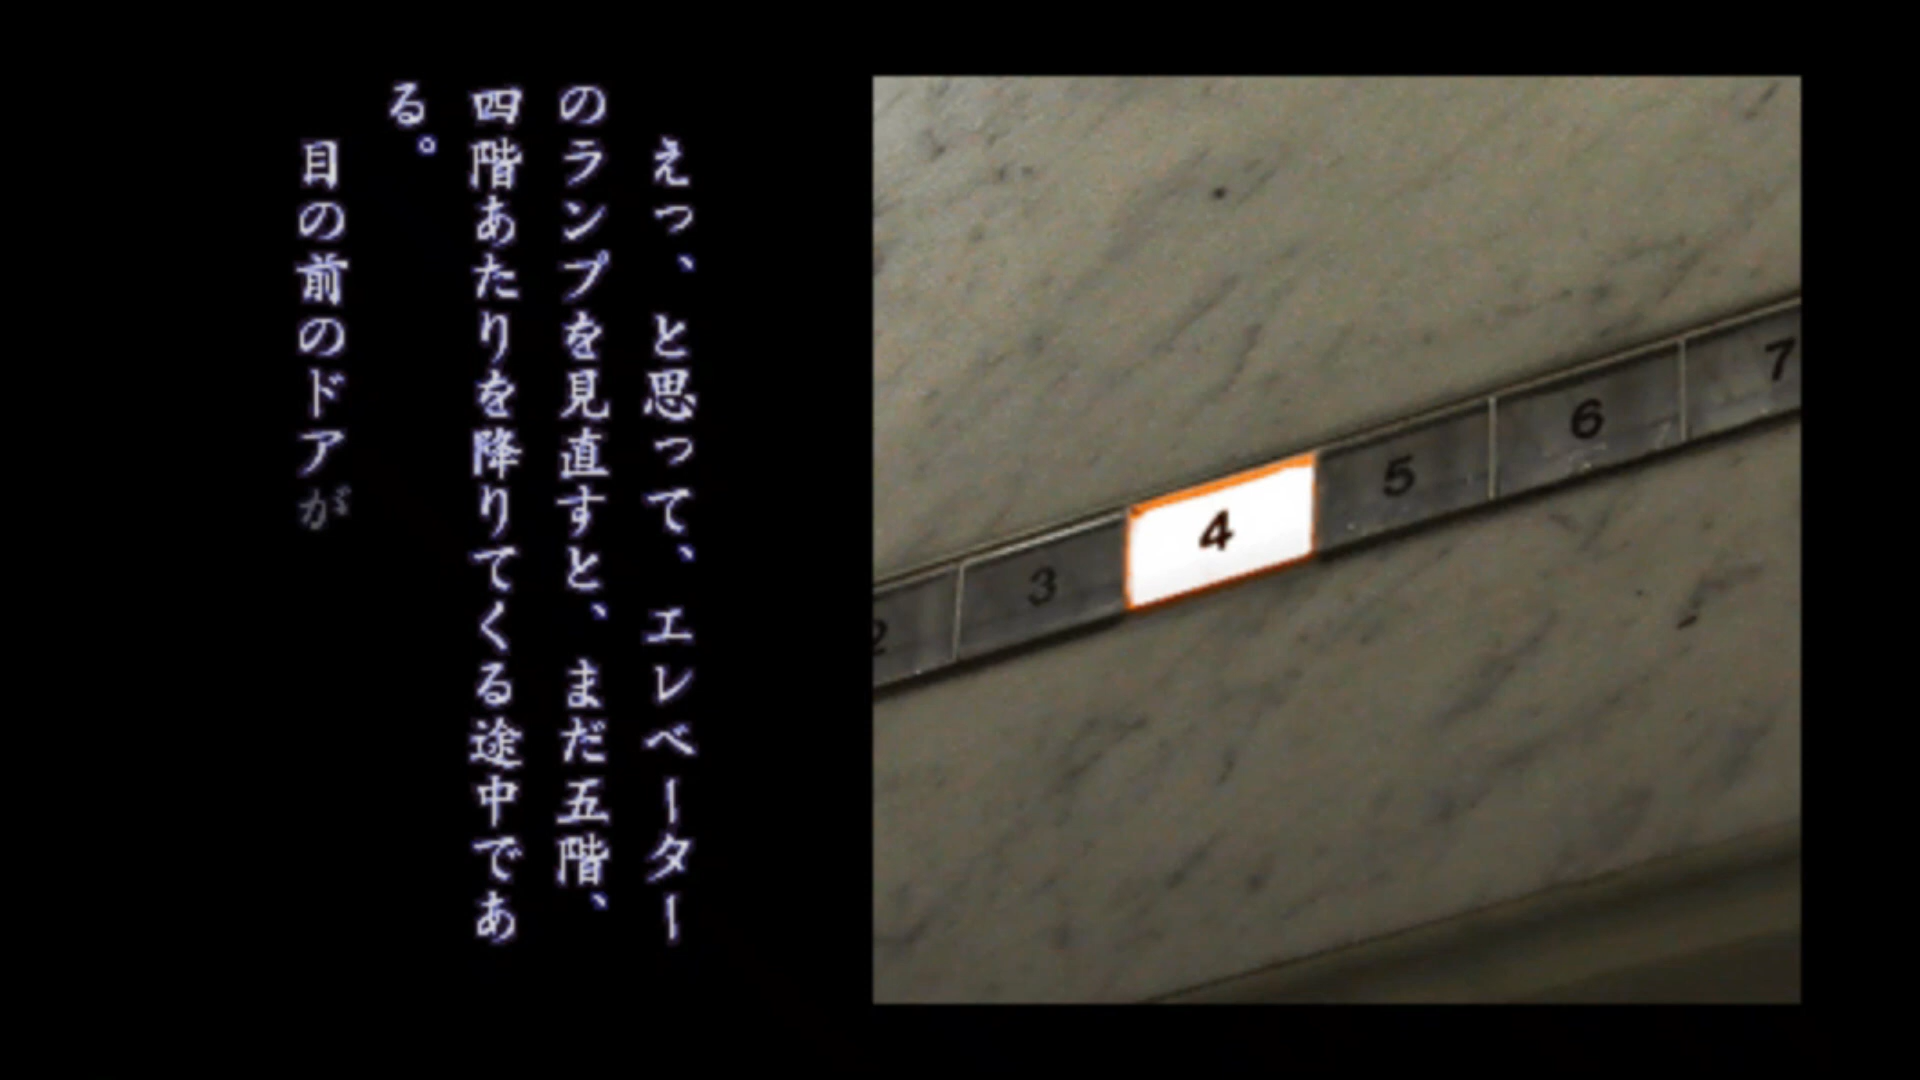 えっ、と思って、エレベーター
のランプを見直すと、まだ五階、
四階あたりを降りてくる途中であ
る。
目の前のドアが
2
3
4
5
6
7